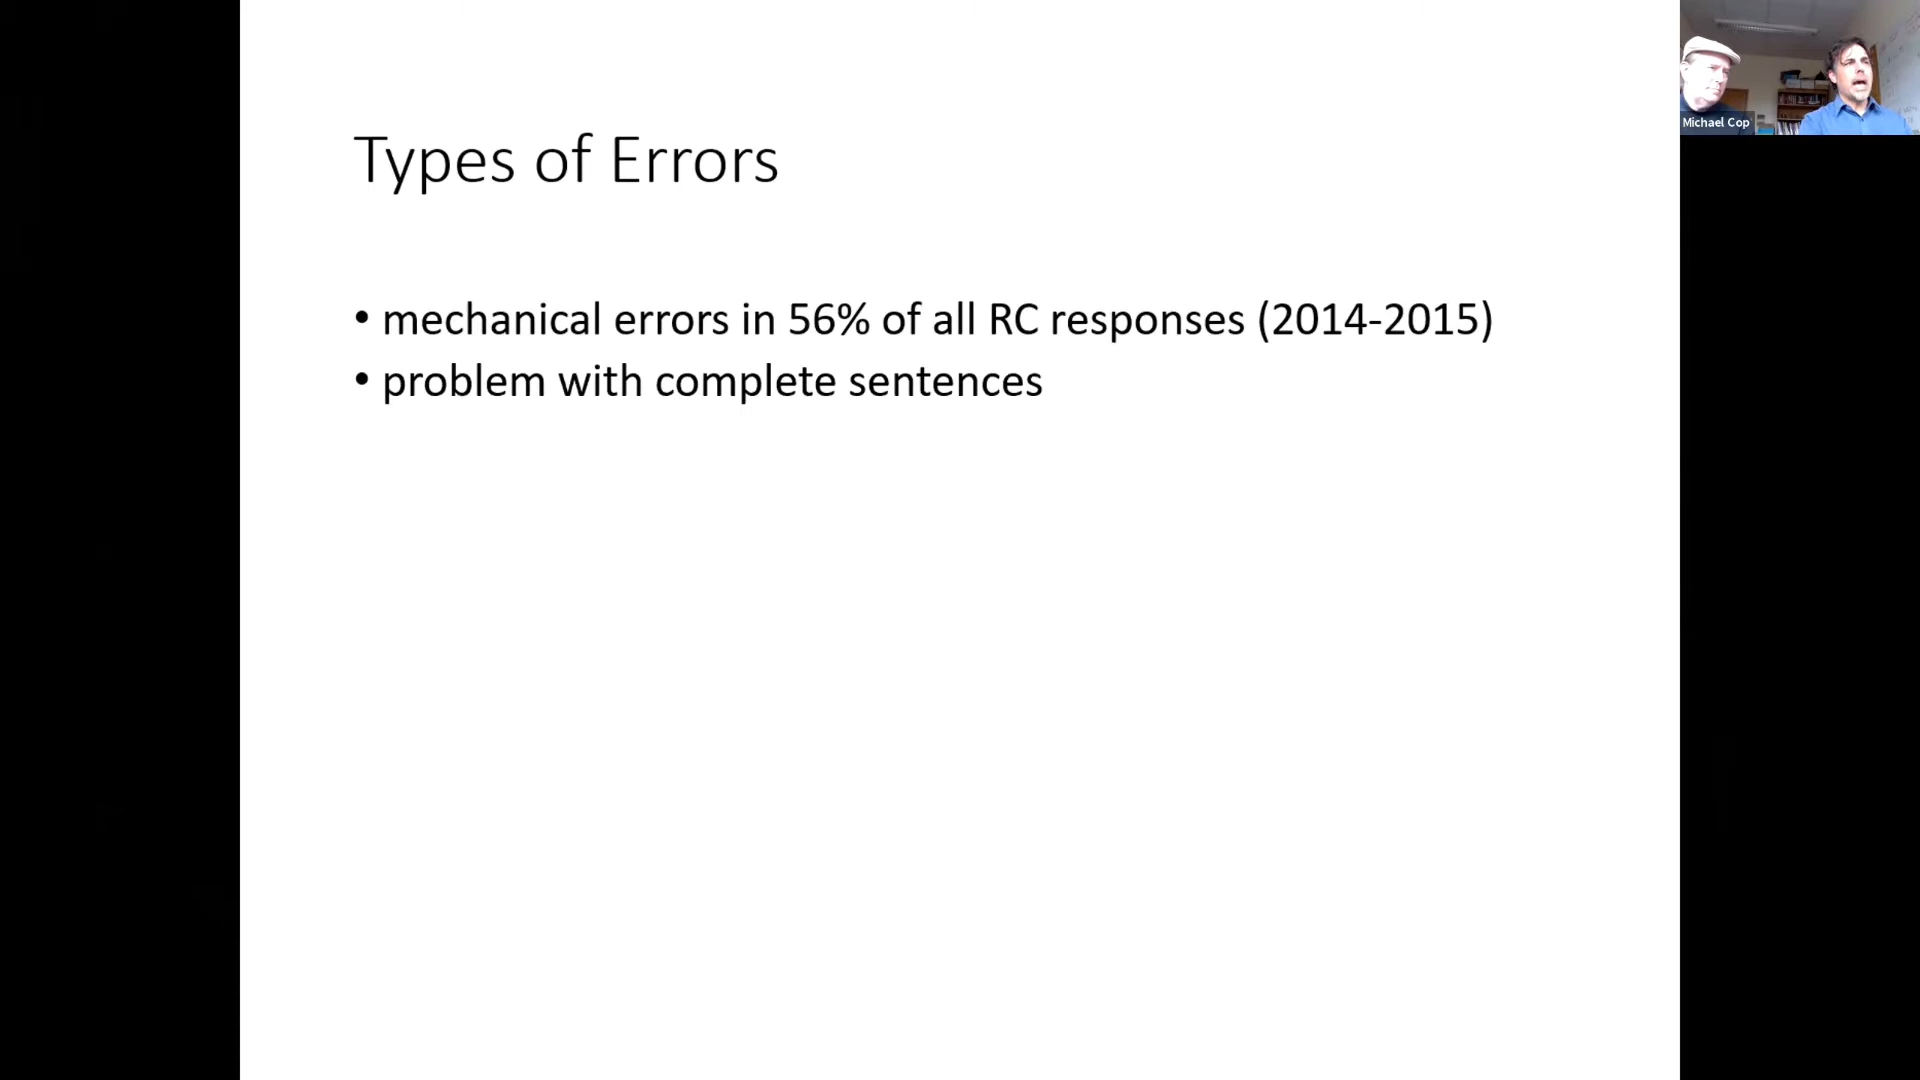 Types of Errors
• mechanical errors in 56% of all RC responses (2014-2015)
• problem with complete sentences
Michael Cop